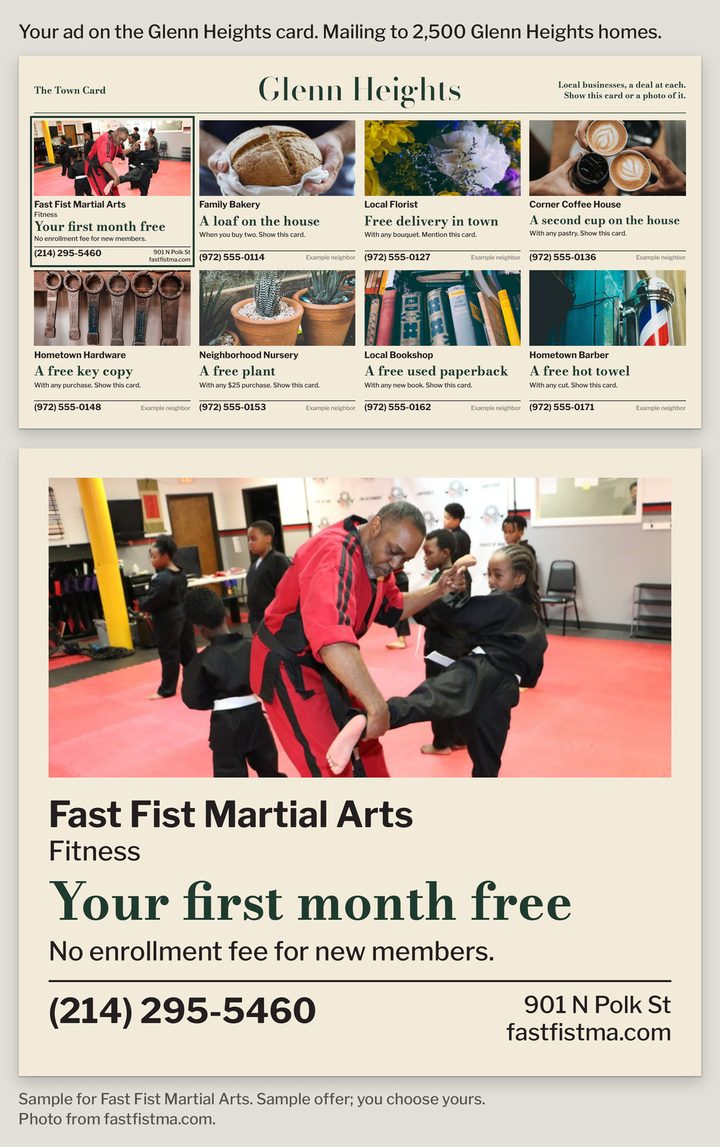 Your ad on the Glenn Heights card. Mailing to 2,500 Glenn Heights homes.
The Town Card
Glenn Heights
Local businesses, a deal at each.
Show this card or a photo of it.
Fast Fist Martial Arts
Fitness
Your first month free
No enrollment fee for new members.
(214) 295-5460
901 N Polk St
fastfistma.com
Family Bakery
A loaf on the house
When you buy two. Show this card.
(972) 555-0114
Example neighbor
Local Florist
Free delivery in town
With any bouquet. Mention this card.
(972) 555-0127
Example neighbor
Corner Coffee House
A second cup on the house
With any pastry. Show this card.
(972) 555-0136
Example neighbor
Hometown Hardware
A free key copy
With any purchase. Show this card.
(972) 555-0148
Example neighbor
Neighborhood Nursery
A free plant
With any $25 purchase. Show this card.
(972) 555-0153
Example neighbor
Local Bookshop
A free used paperback
With any new book. Show this card.
(972) 555-0162
Example neighbor
Hometown Barber
A free hot towel
With any cut. Show this card.
(972) 555-0171
Example neighbor
Fast Fist Martial Arts
Fitness
Your first month free
No enrollment fee for new members.
(214) 295-5460
901 N Polk St
fastfistma.com
Sample for Fast Fist Martial Arts. Sample offer; you choose yours.
Photo from fastfistma.com.